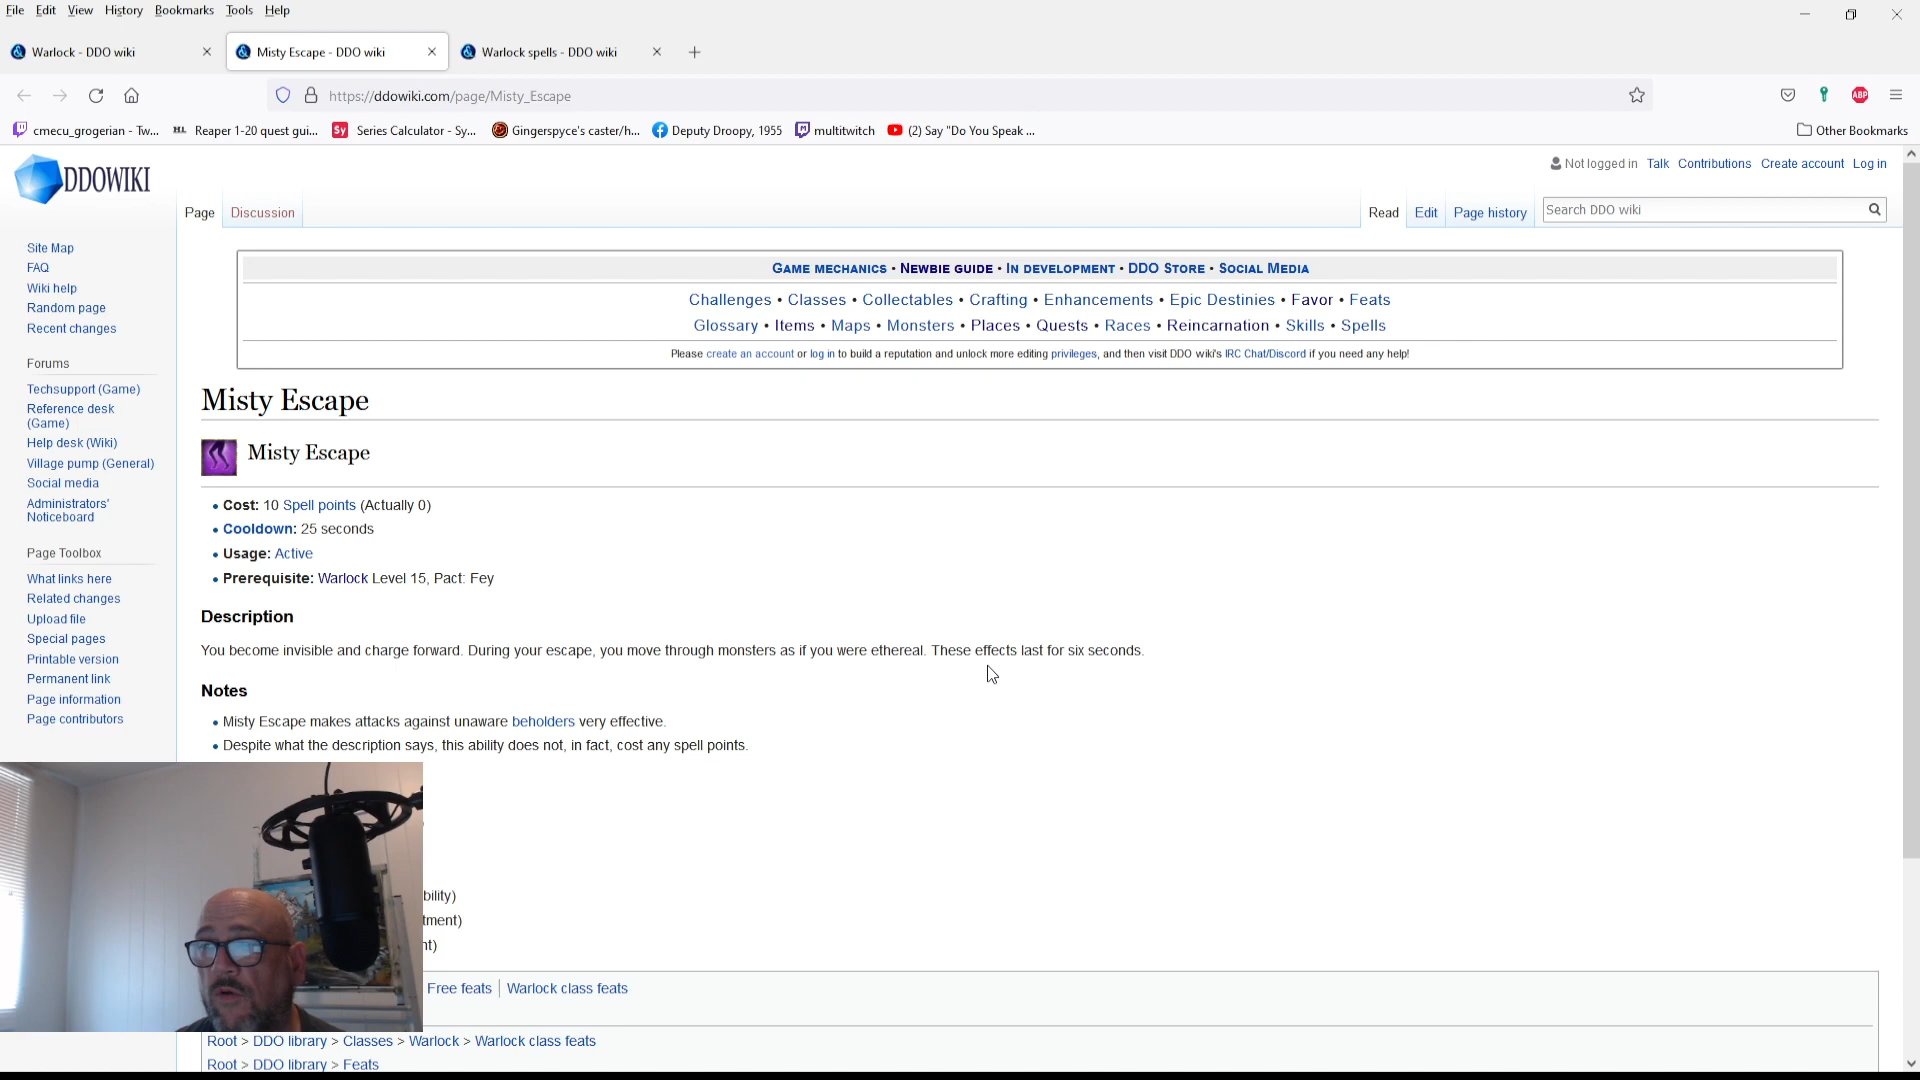 File Edit View History Bookmarks Tools Help
Warlock - DDO wiki
Misty Escape - DDO wiki
Warlock spells - DDO wiki
https://ddowiki.com/page/Misty_Escape
cmecu_grogerian - Tw...
Reaper 1-20 quest gui...
Sy Series Calculator - Sy...
Gingerspyce's caster/h...
Deputy Droopy, 1955
multitwitch
(2) Say "Do You Speak ...
Other Bookmarks
ABP
DDOWIKI
Not logged in Talk Contributions Create account Log in
Page Discussion
Read Edit Page history
Search DDO wiki
Site Map
FAQ
Wiki help
Random page
Recent changes
Forums
Techsupport (Game)
Reference desk
(Game)
Help desk (Wiki)
Village pump (General)
Social media
Administrators'
Noticeboard
Page Toolbox
What links here
Related changes
Upload file
Special pages
Printable version
Permanent link
Page information
Page contributors
Game mechanics • Newbie guide • In development • DDO Store • Social Media
Challenges • Classes • Collectables • Crafting • Enhancements • Epic Destinies • Favor • Feats
Glossary • Items • Maps • Monsters • Places • Quests • Races • Reincarnation • Skills • Spells
Please create an account or log in to build a reputation and unlock more editing privileges, and then visit DDO wiki's IRC Chat/Discord if you need any help!
Misty Escape
Misty Escape
• Cost: 10 Spell points (Actually 0)
• Cooldown: 25 seconds
• Usage: Active
• Prerequisite: Warlock Level 15, Pact: Fey
Description
You become invisible and charge forward. During your escape, you move through monsters as if you were ethereal. These effects last for six seconds.
Notes
• Misty Escape makes attacks against unaware beholders very effective.
• Despite what the description says, this ability does not, in fact, cost any spell points.
bility)
tment)
nt)
Free feats | Warlock class feats
Root > DDO library > Classes > Warlock > Warlock class feats
Root > DDO library > Feats